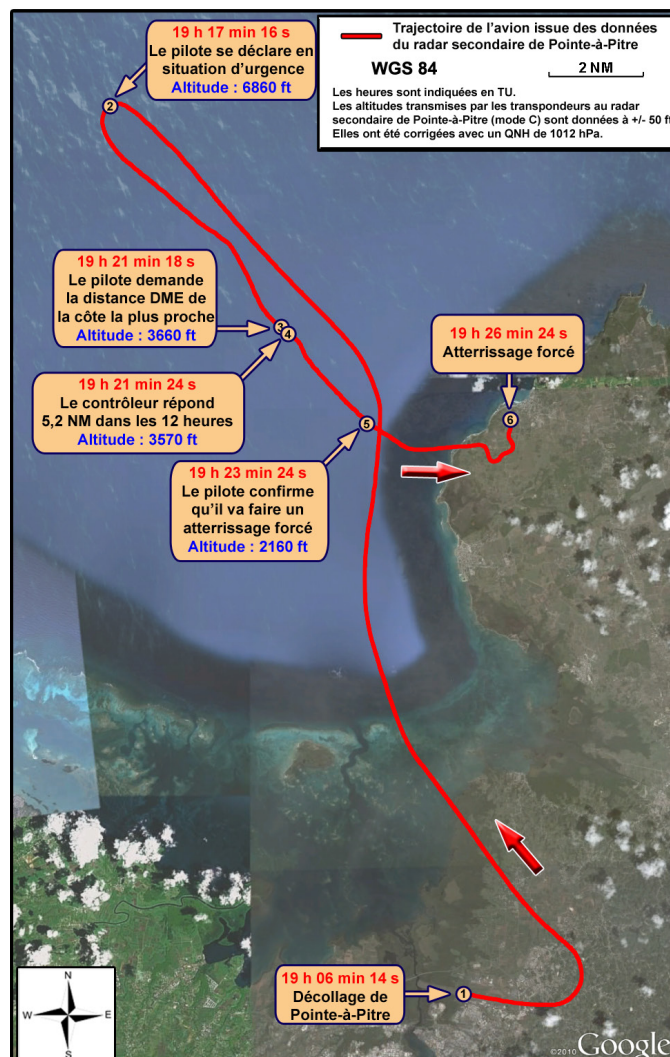 19 h 17 min 16 s
Le pilote se déclare en
situation d'urgence
Altitude : 6860 ft
Trajectoire de l'avion issue des données
du radar secondaire de Pointe-à-Pitre
WGS 84
2 NM
Les heures sont indiquées en TU.
Les altitudes transmises par les transpondeurs au radar
secondaire de Pointe-à-Pitre (mode C) sont données à +/- 50 ft
Elles ont été corrigées avec un QNH de 1012 hPa.
2
19 h 21 min 18 s
Le pilote demande
la distance DME de
la côte la plus proche
Altitude : 3660 ft
3
4
19 h 26 min 24 s
Atterrissage forcé
19 h 21 min 24 s
Le contrôleur répond
5,2 NM dans les 12 heures
Altitude : 3570 ft
5
6
19 h 23 min 24 s
Le pilote confirme
qu'il va faire un
atterrissage forcé
Altitude : 2160 ft
19 h 06 min 14 s
Décollage de
Pointe-à-Pitre
1
N
W
E
S
©2010 Google